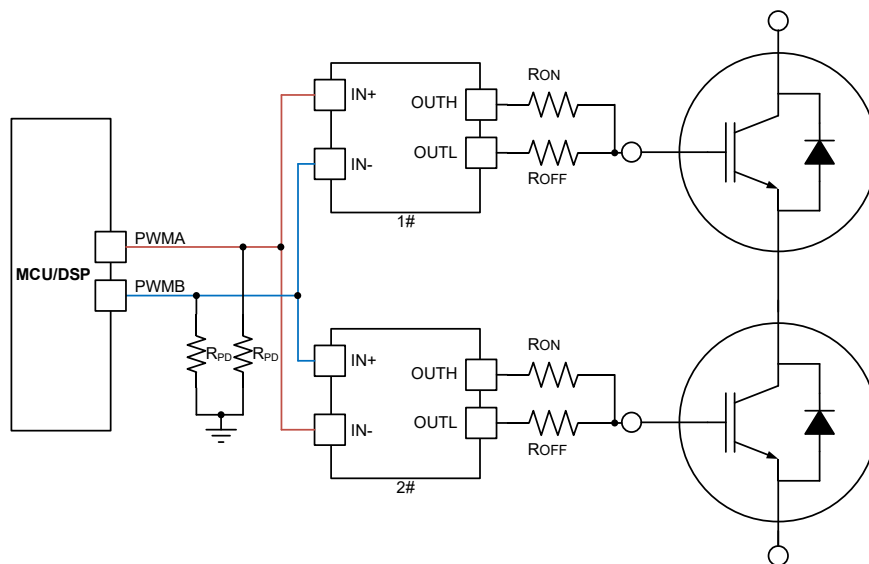 MCU/DSP
PWMA
PWMB
RPD
RPD
IN+
IN-
OUTH
OUTL
1#
RON
ROFF
IN+
IN-
OUTH
OUTL
2#
RON
ROFF